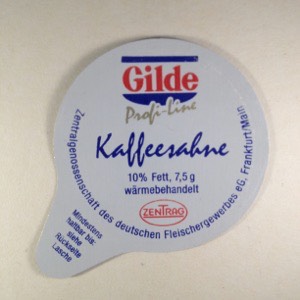 Gilde
Profi-Line
Kaffeesahne
10% Fett, 7,5 g
wärmebehandelt
ZENTRAG
Zentralgenossenschaft des deutschen Fleischergewerbes eG, Frankfurt/Main
Mindestens
haltbar bis:
siehe
Rückseite
Lasche